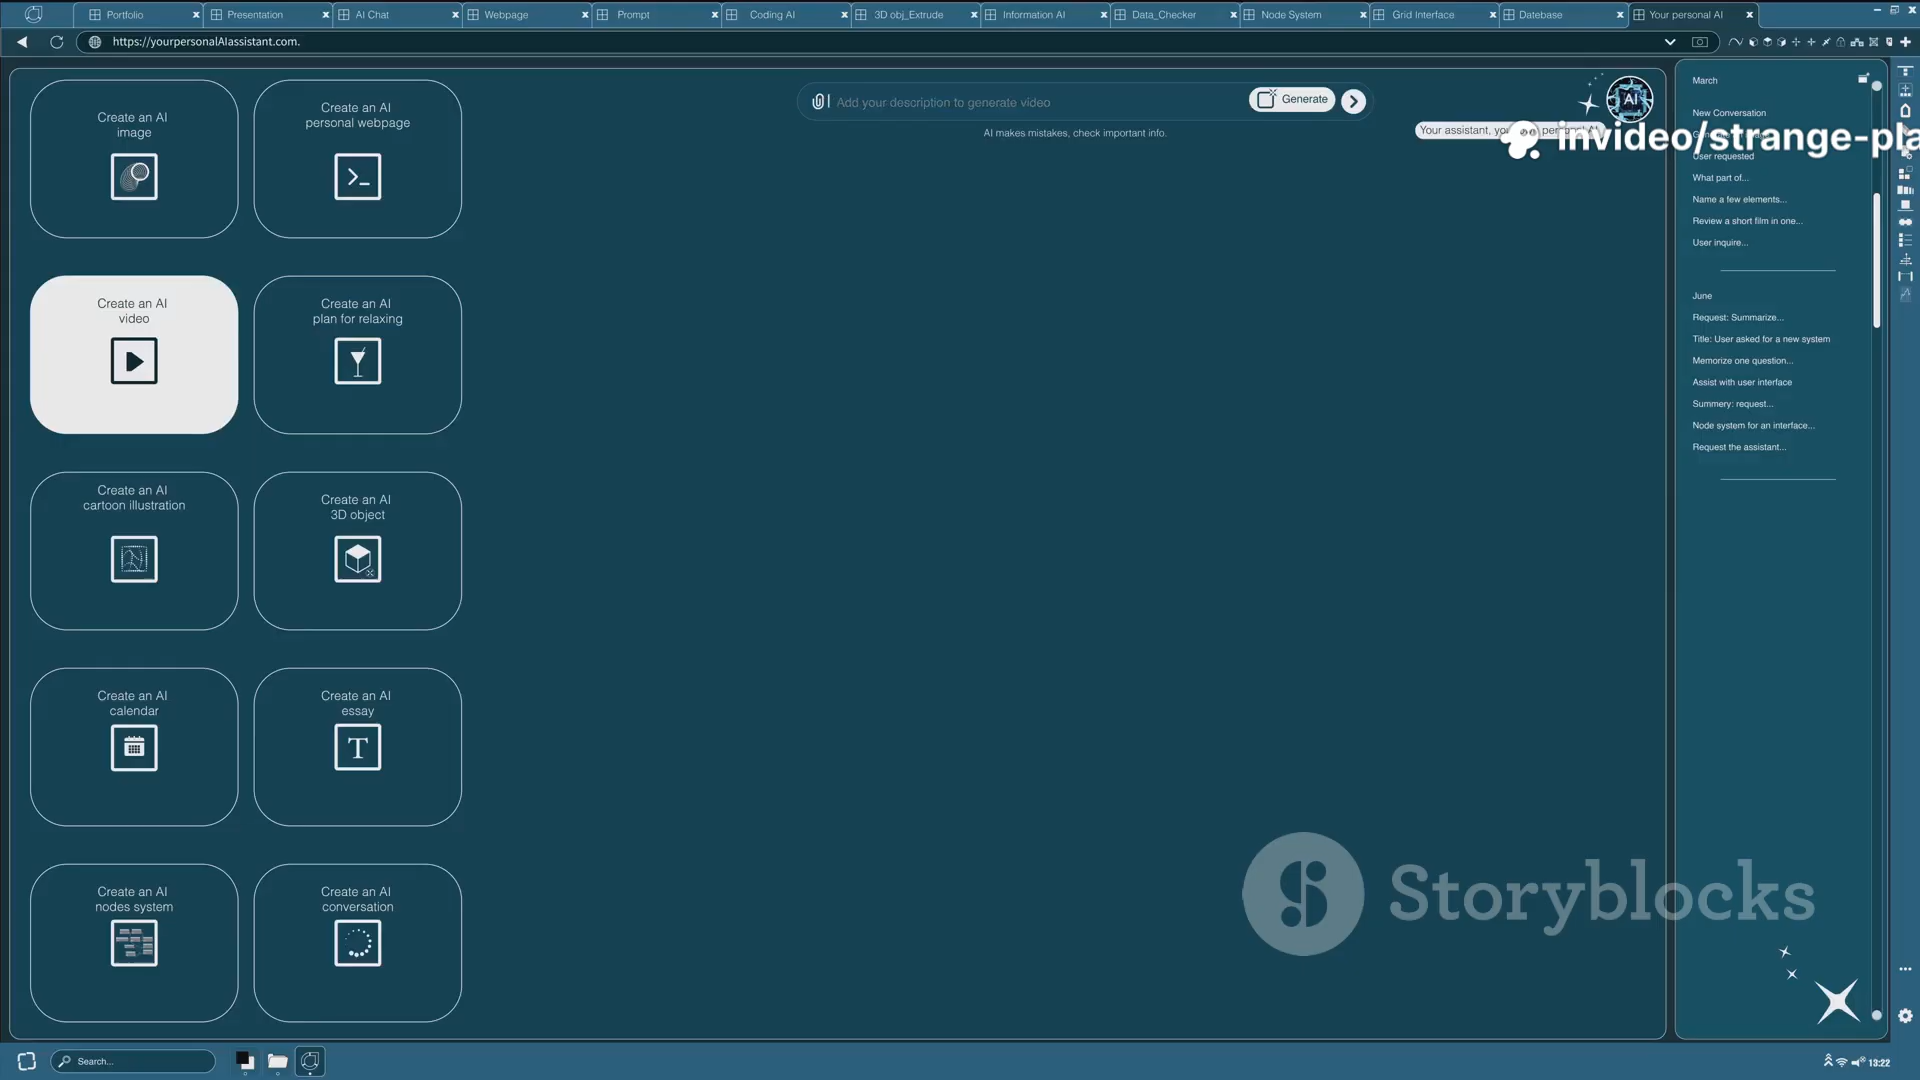 Portfolio
Presentation
AI Chat
Webpage
Prompt
Coding AI
3D obj_Extrude
Information AI
Data_Checker
Node System
Grid Interface
Datebase
Your personal AI
https://yourpersonalAIassistant.com.
Create an AI
image
Create an AI
personal webpage
Add your description to generate video
Generate
AI makes mistakes, check important info.
AI
Your assistant, your
invideo/strange-pla
March
New Conversation
User requested
What part of...
Name a few elements...
Review a short film in one...
User inquire...
June
Request: Summarize...
Title: User asked for a new system
Memorize one question...
Assist with user interface
Summery: request...
Node system for an interface...
Request the assistant...
Create an AI
video
Create an AI
plan for relaxing
Create an AI
cartoon illustration
Create an AI
3D object
Create an AI
calendar
Create an AI
essay
T
Create an AI
nodes system
Create an AI
conversation
Storyblocks
Search...
13:22